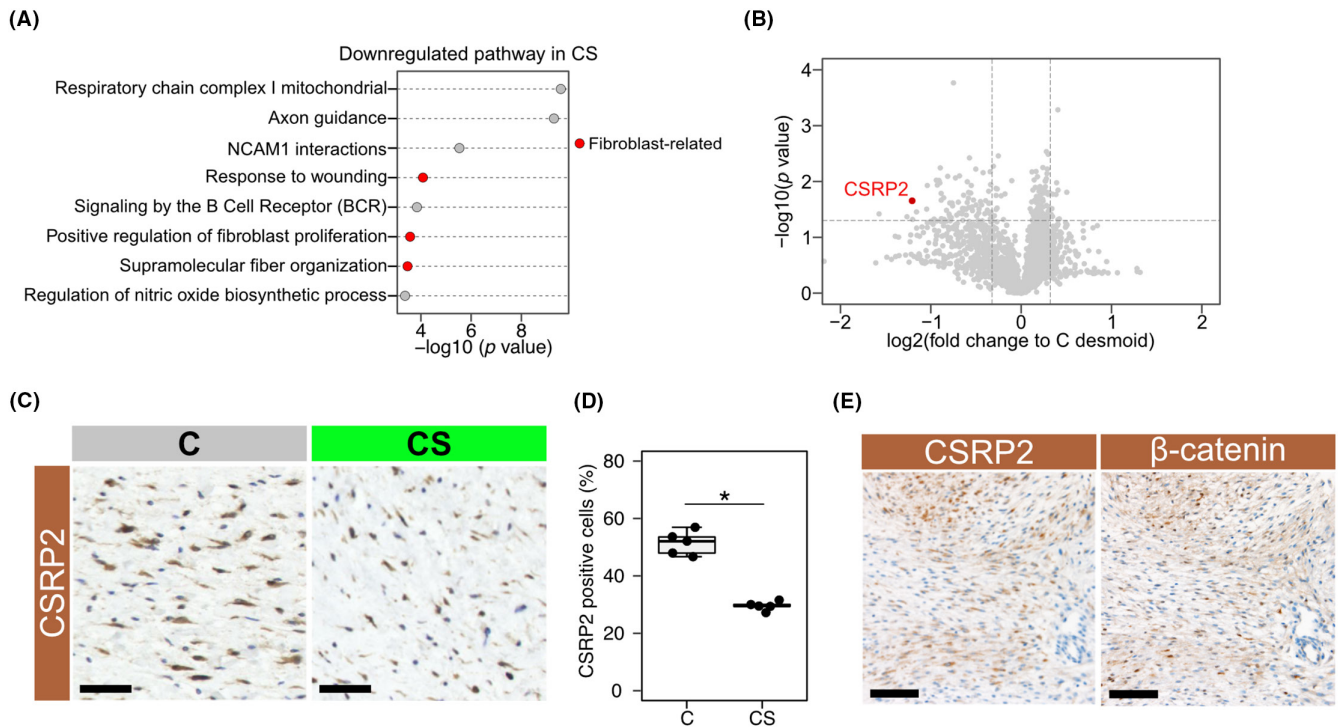 (A)
Downregulated pathway in CS
Respiratory chain complex I mitochondrial
Axon guidance
NCAM1 interactions
Response to wounding
Signaling by the B Cell Receptor (BCR)
Positive regulation of fibroblast proliferation
Supramolecular fiber organization
Regulation of nitric oxide biosynthetic process
4 6 8
−log10 (p value)
Fibroblast-related
(B)
4
3
2
1
0
−log10(p value)
CSRP2
−2 −1 0 1 2
log2(fold change to C desmoid)
(C)
C CS
CSRP2
(D)
80
60
40
20
0
CSRP2 positive cells (%)
*
C CS
(E)
CSRP2 β-catenin